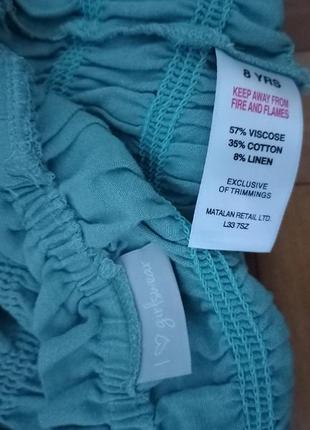 8 YRS
KEEP AWAY FROM
FIRE AND FLAMES
57% VISCOSE
35% COTTON
8% LINEN
EXCLUSIVE
OF TRIMMINGS
MATALAN RETAIL LTD.
L33 7SZ
I ♡ girlswear